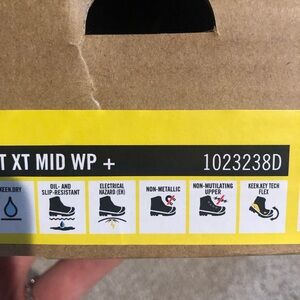 T XT MID WP + 1023238D
KEEN.DRY
OIL- AND
SLIP-RESISTANT
ELECTRICAL
HAZARD (EH)
NON-METALLIC
NON-MUTILATING
UPPER
KEEN.KEY TECH
FLEX